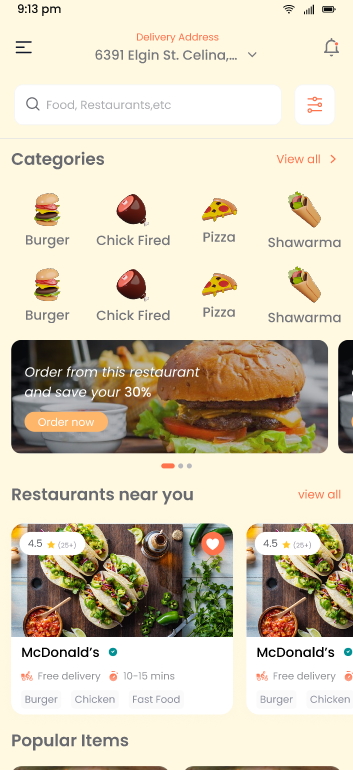 9:13 pm
Delivery Address
6391 Elgin St. Celina,...
Food, Restaurants,etc
Categories
View all
Burger
Chick Fired
Pizza
Shawarma
Burger
Chick Fired
Pizza
Shawarma
Order from this restaurant
and save your 30%
Order now
Restaurants near you
view all
4.5 (25+)
4.5 (25+)
McDonald's
McDonald's
Free delivery 10-15 mins
Free delivery
Burger Chicken Fast Food
Burger Chicken
Popular Items